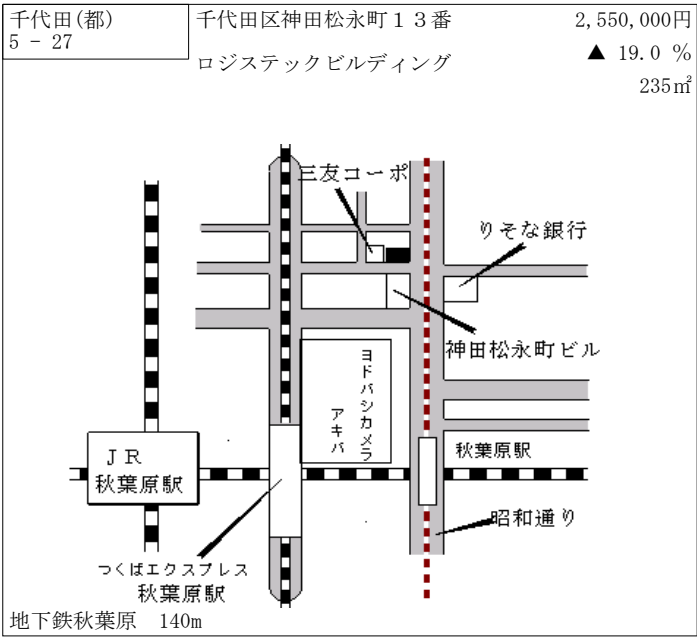 千代田(都)
5 － 27
千代田区神田松永町１３番
ロジステックビルディング
2,550,000円
▲ 19.0 %
235㎡
三友コーポ
りそな銀行
神田松永町ビル
ヨドバシカメラ
アキバ
ＪＲ
秋葉原駅
秋葉原駅
昭和通り
つくばエクスプレス
秋葉原駅
地下鉄秋葉原　140m